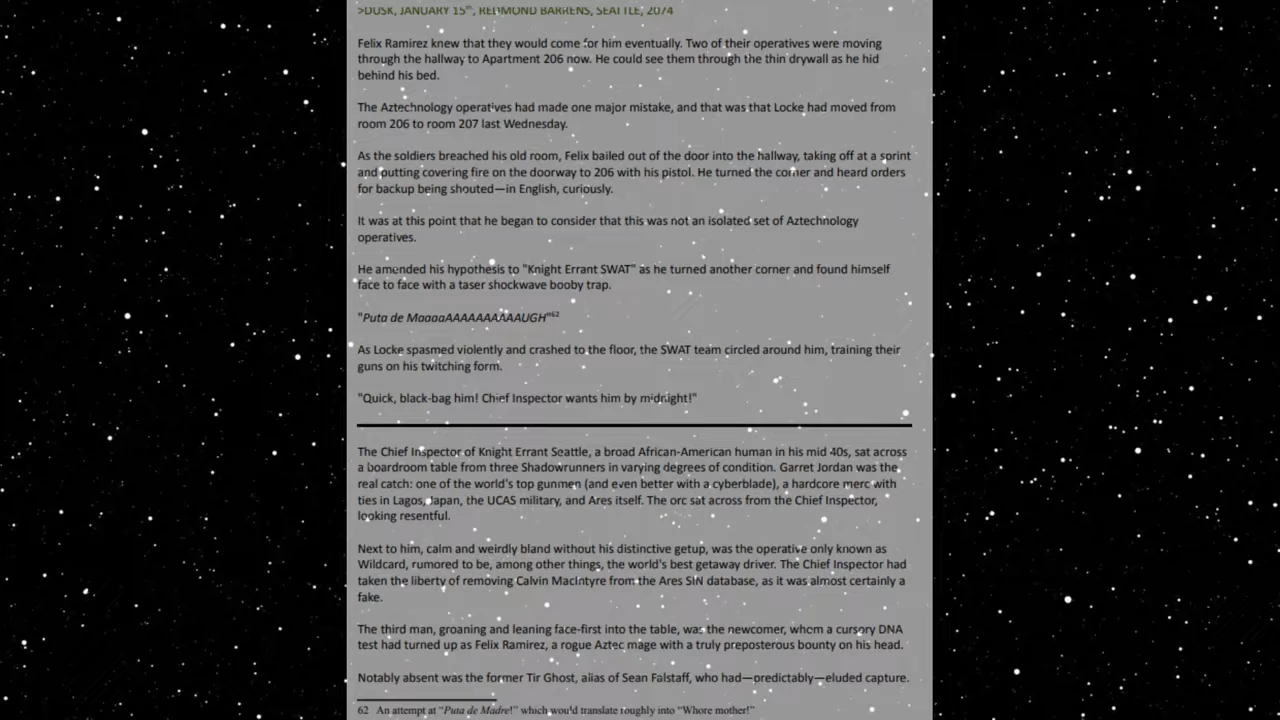 >DUSK, JANUARY 15th, REDMOND BARRENS, SEATTLE, 2074
Felix Ramirez knew that they would come for him eventually. Two of their operatives were moving
through the hallway to Apartment 206 now. He could see them through the thin drywall as he hid
behind his bed.
The Aztechnology operatives had made one major mistake, and that was that Locke had moved from
room 206 to room 207 last Wednesday.
As the soldiers breached his old room, Felix bailed out of the door into the hallway, taking off at a sprint
and putting covering fire on the doorway to 206 with his pistol. He turned the corner and heard orders
for backup being shouted—in English, curiously.
It was at this point that he began to consider that this was not an isolated set of Aztechnology
operatives.
He amended his hypothesis to "Knight Errant SWAT" as he turned another corner and found himself
face to face with a taser shockwave booby trap.
"Puta de MaaaaAAAAAAAAAAUGH"62
As Locke spasmed violently and crashed to the floor, the SWAT team circled around him, training their
guns on his twitching form.
"Quick, black-bag him! Chief Inspector wants him by midnight!"
The Chief Inspector of Knight Errant Seattle, a broad African-American human in his mid 40s, sat across
a boardroom table from three Shadowrunners in varying degrees of condition. Garret Jordan was the
real catch: one of the world's top gunmen (and even better with a cyberblade), a hardcore merc with
ties in Lagos, Japan, the UCAS military, and Ares itself. The orc sat across from the Chief Inspector,
looking resentful.
Next to him, calm and weirdly bland without his distinctive getup, was the operative only known as
Wildcard, rumored to be, among other things, the world's best getaway driver. The Chief Inspector had
taken the liberty of removing Calvin MacIntyre from the Ares SIN database, as it was almost certainly a
fake.
The third man, groaning and leaning face-first into the table, was the newcomer, whom a cursory DNA
test had turned up as Felix Ramirez, a rogue Aztec mage with a truly preposterous bounty on his head.
Notably absent was the former Tir Ghost, alias of Sean Falstaff, who had—predictably—eluded capture.
62 An attempt at "Puta de Madre!" which would translate roughly into "Whore mother!"